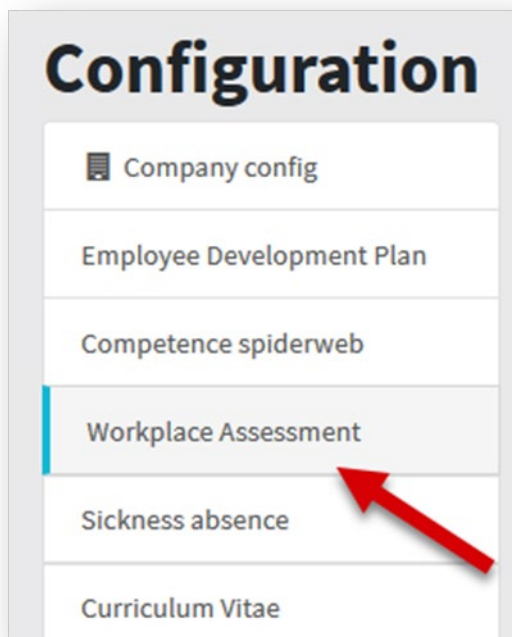 Configuration
Company config
Employee Development Plan
Competence spiderweb
Workplace Assessment
Sickness absence
Curriculum Vitae